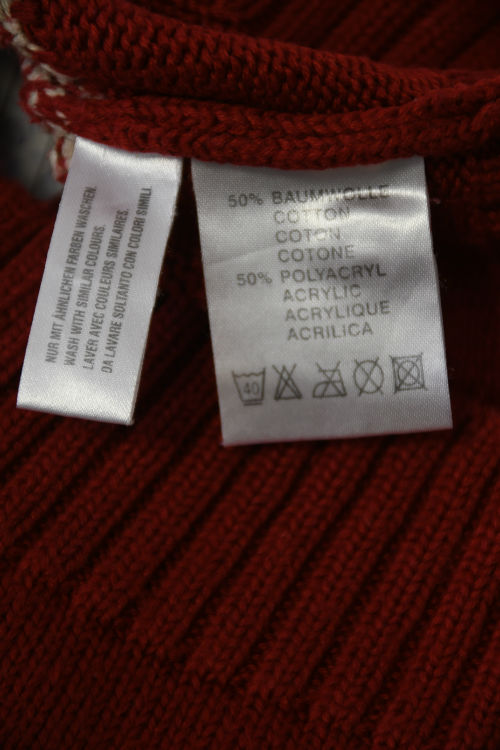 NUR MIT ÄHNLICHEN FARBEN WASCHEN.
WASH WITH SIMILAR COLOURS.
LAVER AVEC COULEURS SIMILAIRES.
DA LAVARE SOLTANTO CON COLORI SIMILI.
50% BAUMWOLLE
COTTON
COTON
COTONE
50% POLYACRYL
ACRYLIC
ACRYLIQUE
ACRILICA
40